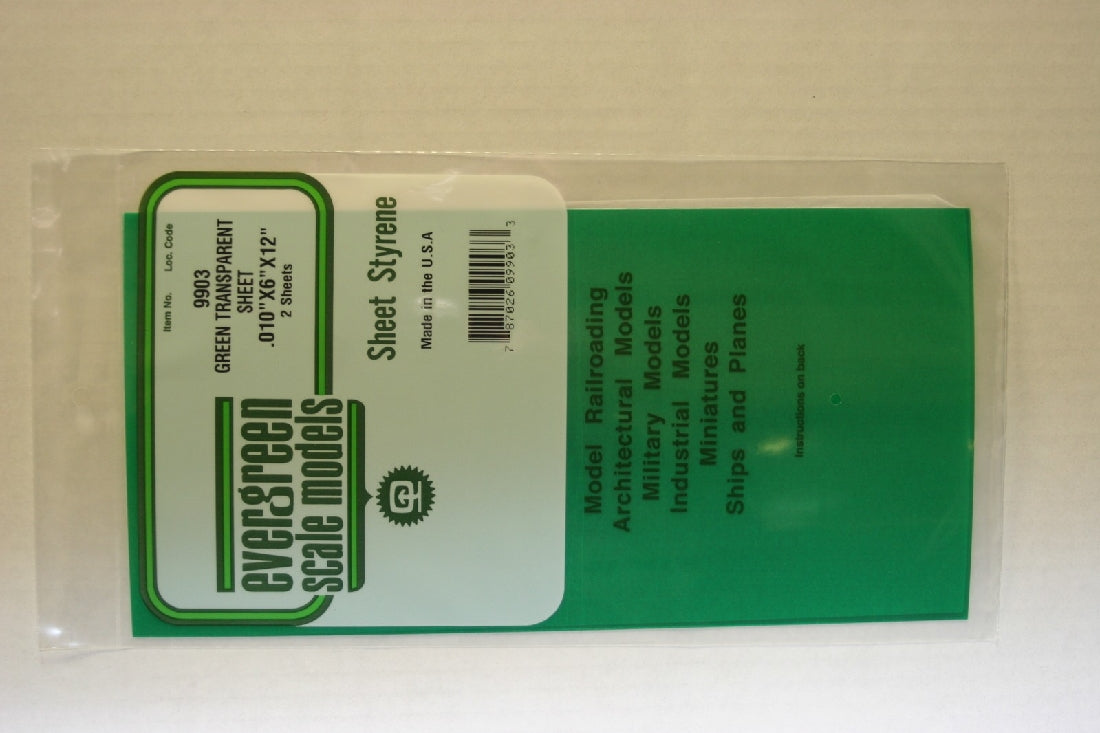 Item No. Loc. Code
9903
GREEN TRANSPARENT
SHEET
.010"X6"X12"
2 Sheets
evergreen
scale models
Sheet Styrene
Made in the U.S.A
7 87026 09903 3
Model Railroading
Architectural Models
Military Models
Industrial Models
Miniatures
Ships and Planes
Instructions on back